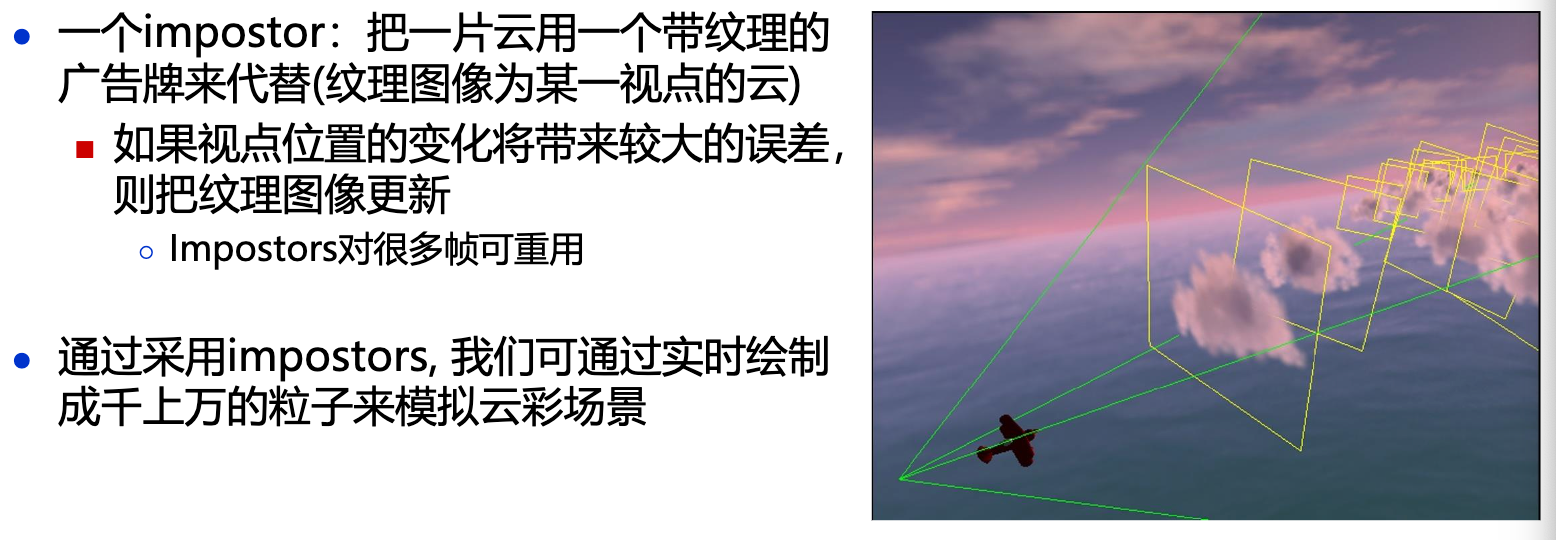 一个impostor：把一片云用一个带纹理的
广告牌来代替(纹理图像为某一视点的云)
如果视点位置的变化将带来较大的误差，
则把纹理图像更新
Impostors对很多帧可重用
通过采用impostors, 我们可通过实时绘制
成千上万的粒子来模拟云彩场景